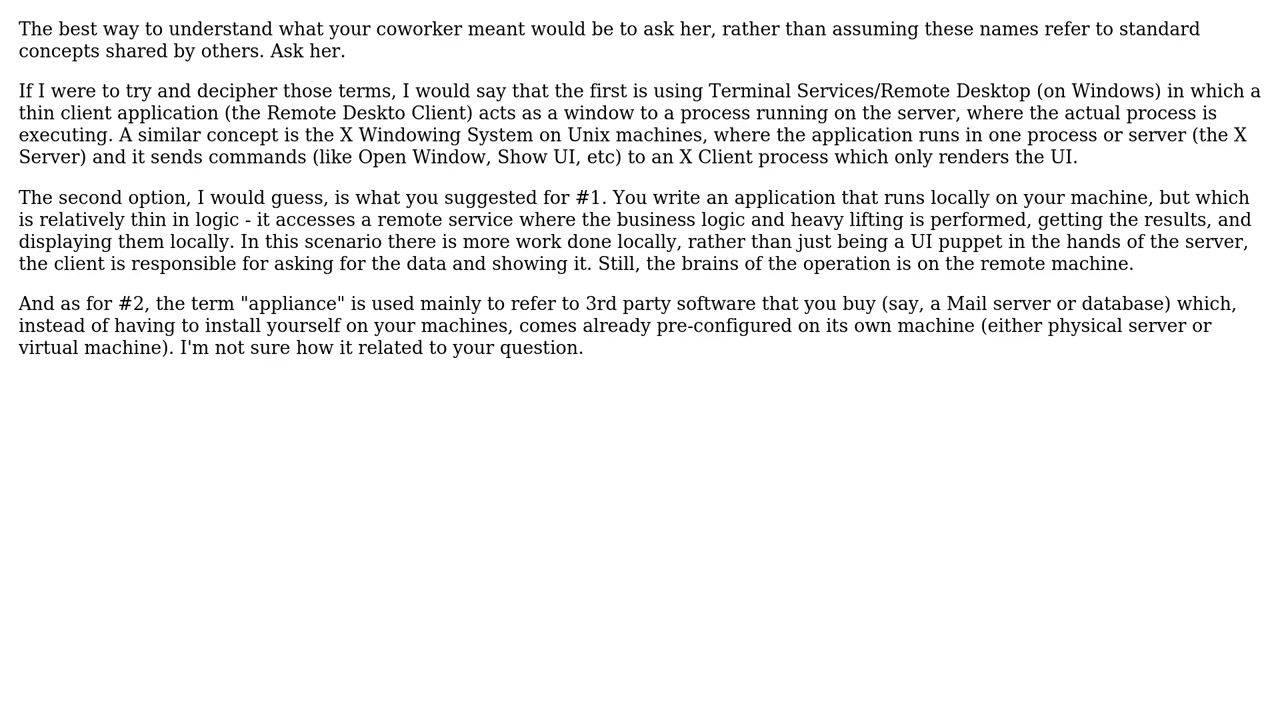 The best way to understand what your coworker meant would be to ask her, rather than assuming these names refer to standard
concepts shared by others. Ask her.
If I were to try and decipher those terms, I would say that the first is using Terminal Services/Remote Desktop (on Windows) in which a
thin client application (the Remote Deskto Client) acts as a window to a process running on the server, where the actual process is
executing. A similar concept is the X Windowing System on Unix machines, where the application runs in one process or server (the X
Server) and it sends commands (like Open Window, Show UI, etc) to an X Client process which only renders the UI.
The second option, I would guess, is what you suggested for #1. You write an application that runs locally on your machine, but which
is relatively thin in logic - it accesses a remote service where the business logic and heavy lifting is performed, getting the results, and
displaying them locally. In this scenario there is more work done locally, rather than just being a UI puppet in the hands of the server,
the client is responsible for asking for the data and showing it. Still, the brains of the operation is on the remote machine.
And as for #2, the term "appliance" is used mainly to refer to 3rd party software that you buy (say, a Mail server or database) which,
instead of having to install yourself on your machines, comes already pre-configured on its own machine (either physical server or
virtual machine). I'm not sure how it related to your question.